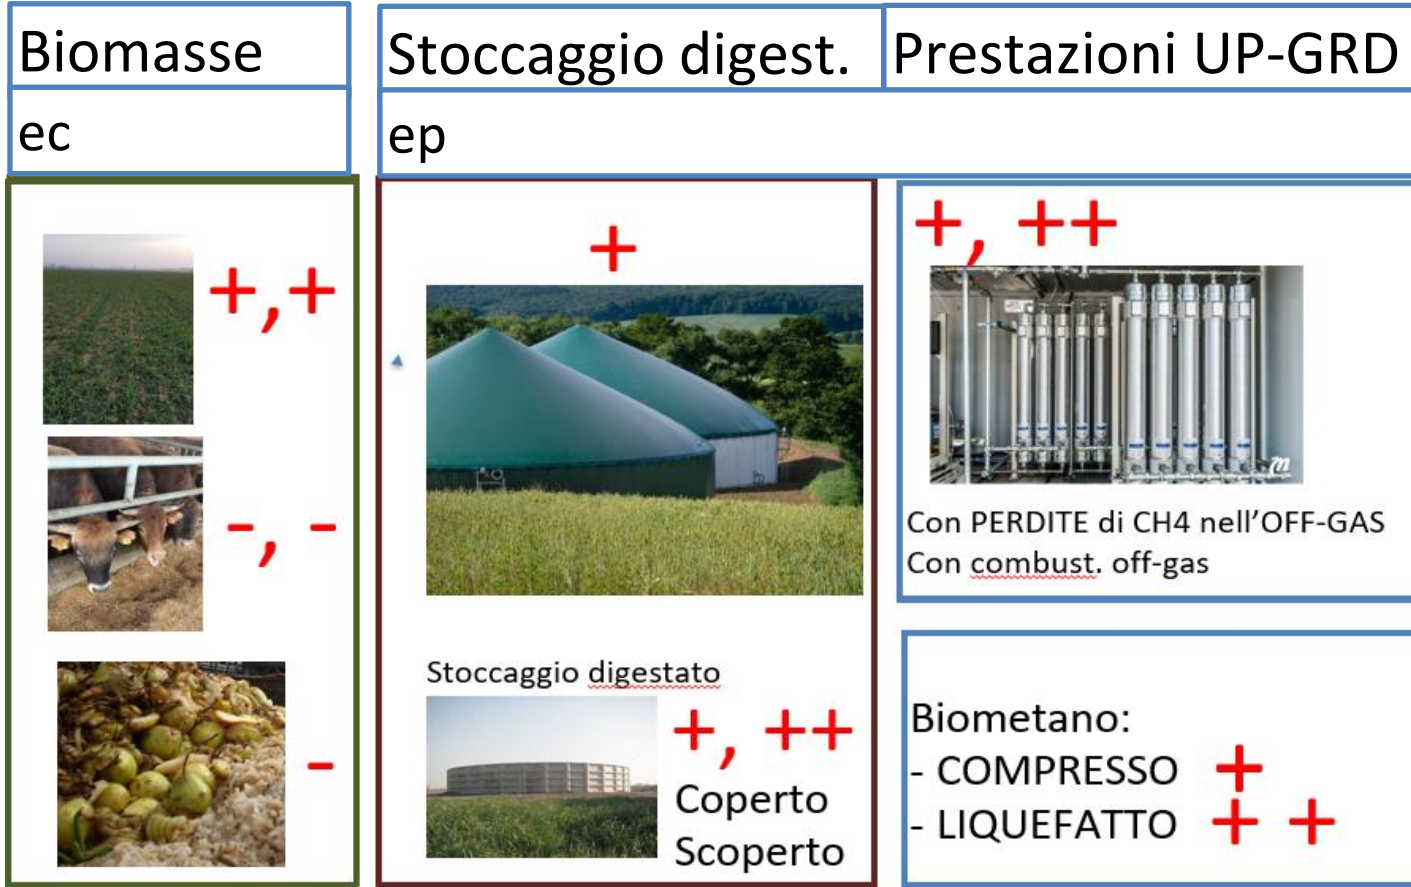 Biomasse
Stoccaggio digest.
Prestazioni UP-GRD
ec
ep
+,+
-, -
-
+
Stoccaggio digestato
+, ++
Coperto
Scoperto
+, ++
m
Con PERDITE di CH4 nell'OFF-GAS
Con combust. off-gas
Biometano:
- COMPRESSO +
- LIQUEFATTO + +